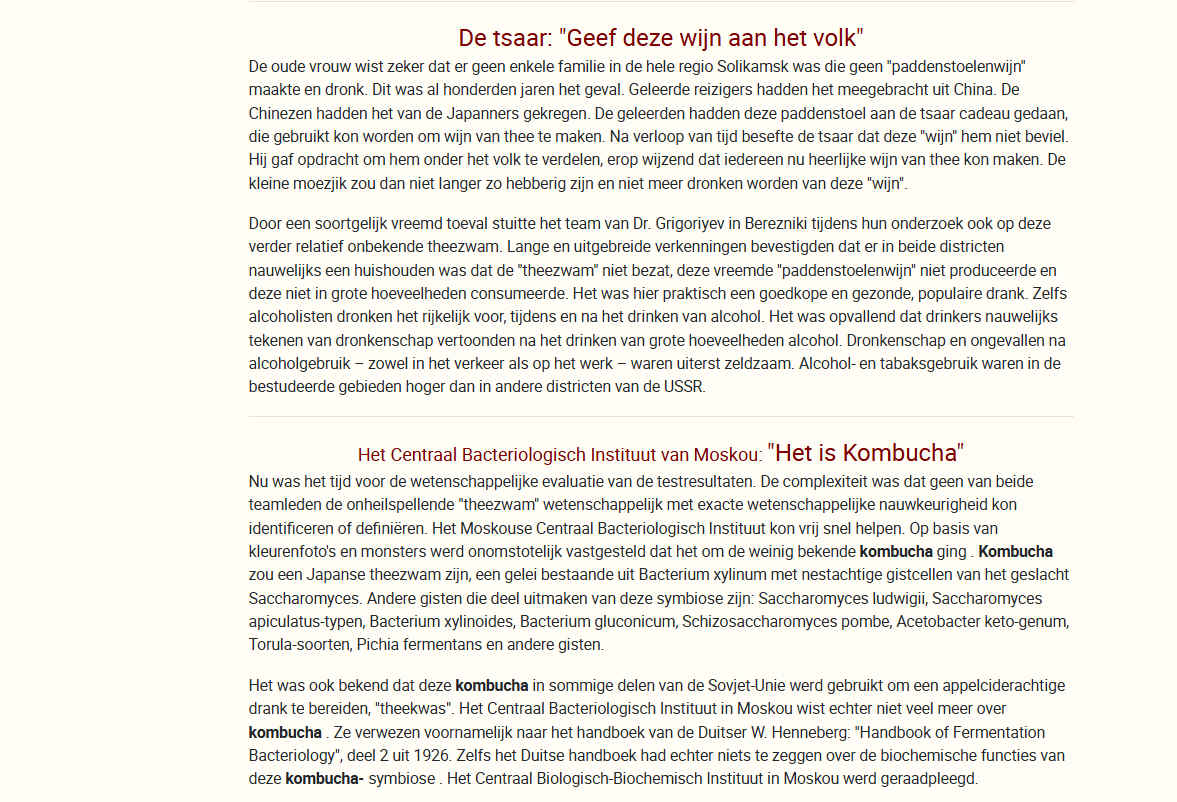 De tsaar: "Geef deze wijn aan het volk"
De oude vrouw wist zeker dat er geen enkele familie in de hele regio Solikamsk was die geen "paddenstoelenwijn"
maakte en dronk. Dit was al honderden jaren het geval. Geleerde reizigers hadden het meegebracht uit China. De
Chinezen hadden het van de Japanners gekregen. De geleerden hadden deze paddenstoel aan de tsaar cadeau gedaan,
die gebruikt kon worden om wijn van thee te maken. Na verloop van tijd besefte de tsaar dat deze "wijn" hem niet beviel.
Hij gaf opdracht om hem onder het volk te verdelen, erop wijzend dat iedereen nu heerlijke wijn van thee kon maken. De
kleine moezjik zou dan niet langer zo hebberig zijn en niet meer dronken worden van deze "wijn".
Door een soortgelijk vreemd toeval stuitte het team van Dr. Grigoriyev in Berezniki tijdens hun onderzoek ook op deze
verder relatief onbekende theezwam. Lange en uitgebreide verkenningen bevestigden dat er in beide districten
nauwelijks een huishouden was dat de "theezwam" niet bezat, deze vreemde "paddenstoelenwijn" niet produceerde en
deze niet in grote hoeveelheden consumeerde. Het was hier praktisch een goedkope en gezonde, populaire drank. Zelfs
alcoholisten dronken het rijkelijk voor, tijdens en na het drinken van alcohol. Het was opvallend dat drinkers nauwelijks
tekenen van dronkenschap vertoonden na het drinken van grote hoeveelheden alcohol. Dronkenschap en ongevallen na
alcoholgebruik – zowel in het verkeer als op het werk – waren uiterst zeldzaam. Alcohol- en tabaksgebruik waren in de
bestudeerde gebieden hoger dan in andere districten van de USSR.
Het Centraal Bacteriologisch Instituut van Moskou: "Het is Kombucha"
Nu was het tijd voor de wetenschappelijke evaluatie van de testresultaten. De complexiteit was dat geen van beide
teamleden de onheilspellende "theezwam" wetenschappelijk met exacte wetenschappelijke nauwkeurigheid kon
identificeren of definiëren. Het Moskouse Centraal Bacteriologisch Instituut kon vrij snel helpen. Op basis van
kleurenfoto's en monsters werd onomstotelijk vastgesteld dat het om de weinig bekende kombucha ging . Kombucha
zou een Japanse theezwam zijn, een gelei bestaande uit Bacterium xylinum met nestachtige gistcellen van het geslacht
Saccharomyces. Andere gisten die deel uitmaken van deze symbiose zijn: Saccharomyces ludwigii, Saccharomyces
apiculatus-typen, Bacterium xylinoides, Bacterium gluconicum, Schizosaccharomyces pombe, Acetobacter keto-genum,
Torula-soorten, Pichia fermentans en andere gisten.
Het was ook bekend dat deze kombucha in sommige delen van de Sovjet-Unie werd gebruikt om een appelciderachtige
drank te bereiden, "theekwas". Het Centraal Bacteriologisch Instituut in Moskou wist echter niet veel meer over
kombucha . Ze verwezen voornamelijk naar het handboek van de Duitser W. Henneberg: "Handbook of Fermentation
Bacteriology", deel 2 uit 1926. Zelfs het Duitse handboek had echter niets te zeggen over de biochemische functies van
deze kombucha- symbiose . Het Centraal Biologisch-Biochemisch Instituut in Moskou werd geraadpleegd.